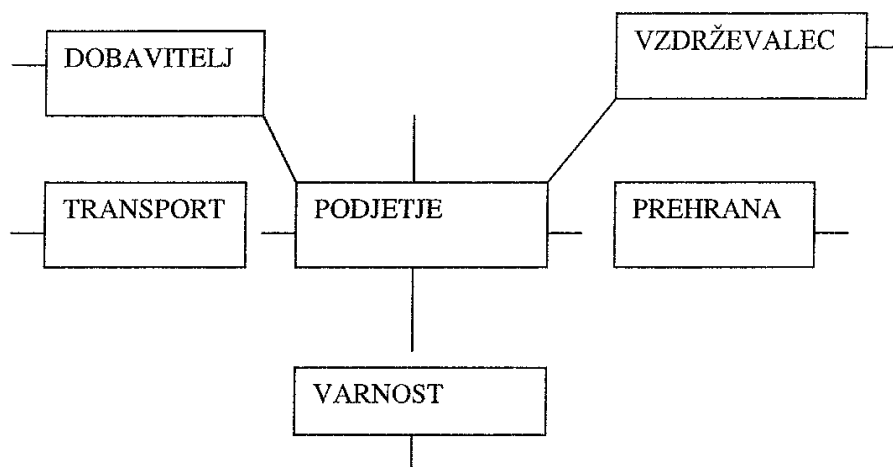 DOBAVITELJ
VZDRŽEVALEC
TRANSPORT
PODJETJE
PREHRANA
VARNOST